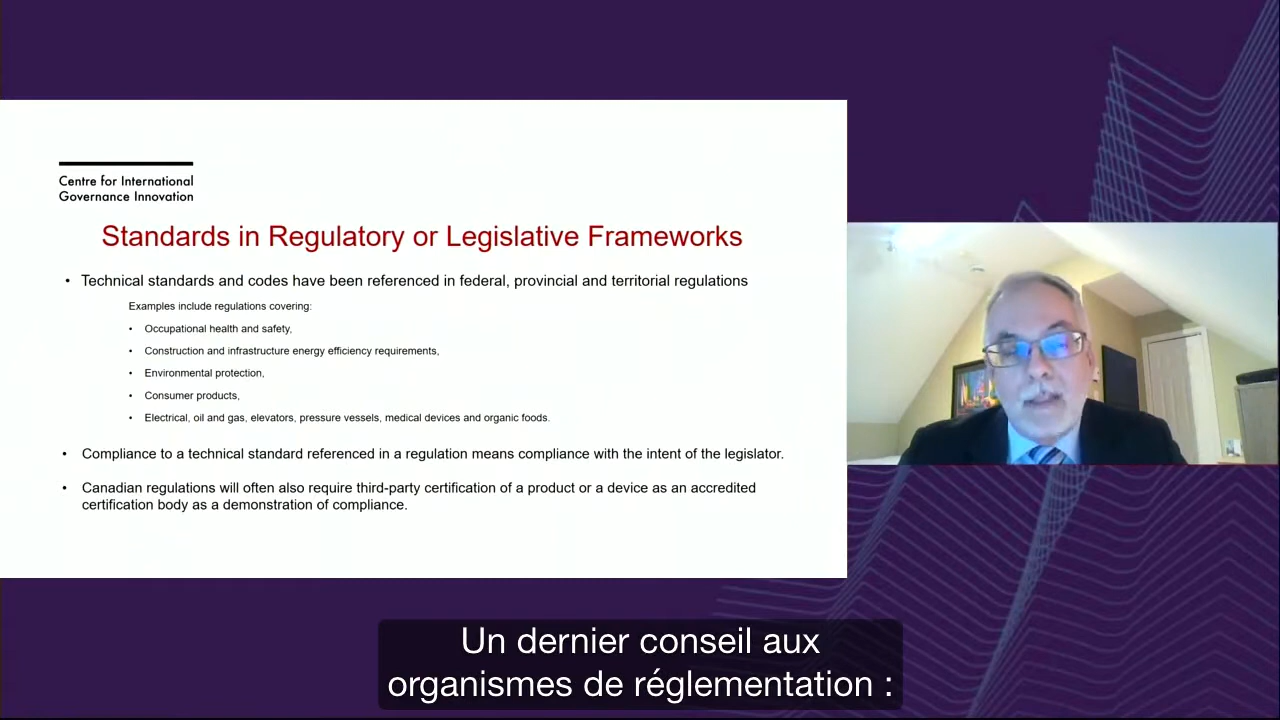 Centre for International
Governance Innovation
Standards in Regulatory or Legislative Frameworks
• Technical standards and codes have been referenced in federal, provincial and territorial regulations
Examples include regulations covering:
• Occupational health and safety,
• Construction and infrastructure energy efficiency requirements,
• Environmental protection,
• Consumer products,
• Electrical, oil and gas, elevators, pressure vessels, medical devices and organic foods.
• Compliance to a technical standard referenced in a regulation means compliance with the intent of the legislator.
• Canadian regulations will often also require third-party certification of a product or a device as an accredited
certification body as a demonstration of compliance.
Un dernier conseil aux
organismes de réglementation :